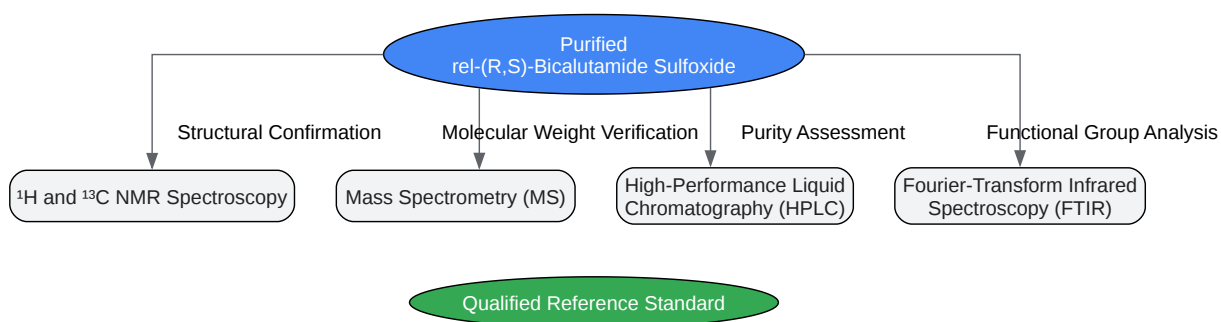 Purified
rel-(R,S)-Bicalutamide Sulfoxide
Structural Confirmation
Molecular Weight Verification
Purity Assessment
Functional Group Analysis
¹H and ¹³C NMR Spectroscopy
Mass Spectrometry (MS)
High-Performance Liquid
Chromatography (HPLC)
Fourier-Transform Infrared
Spectroscopy (FTIR)
Qualified Reference Standard